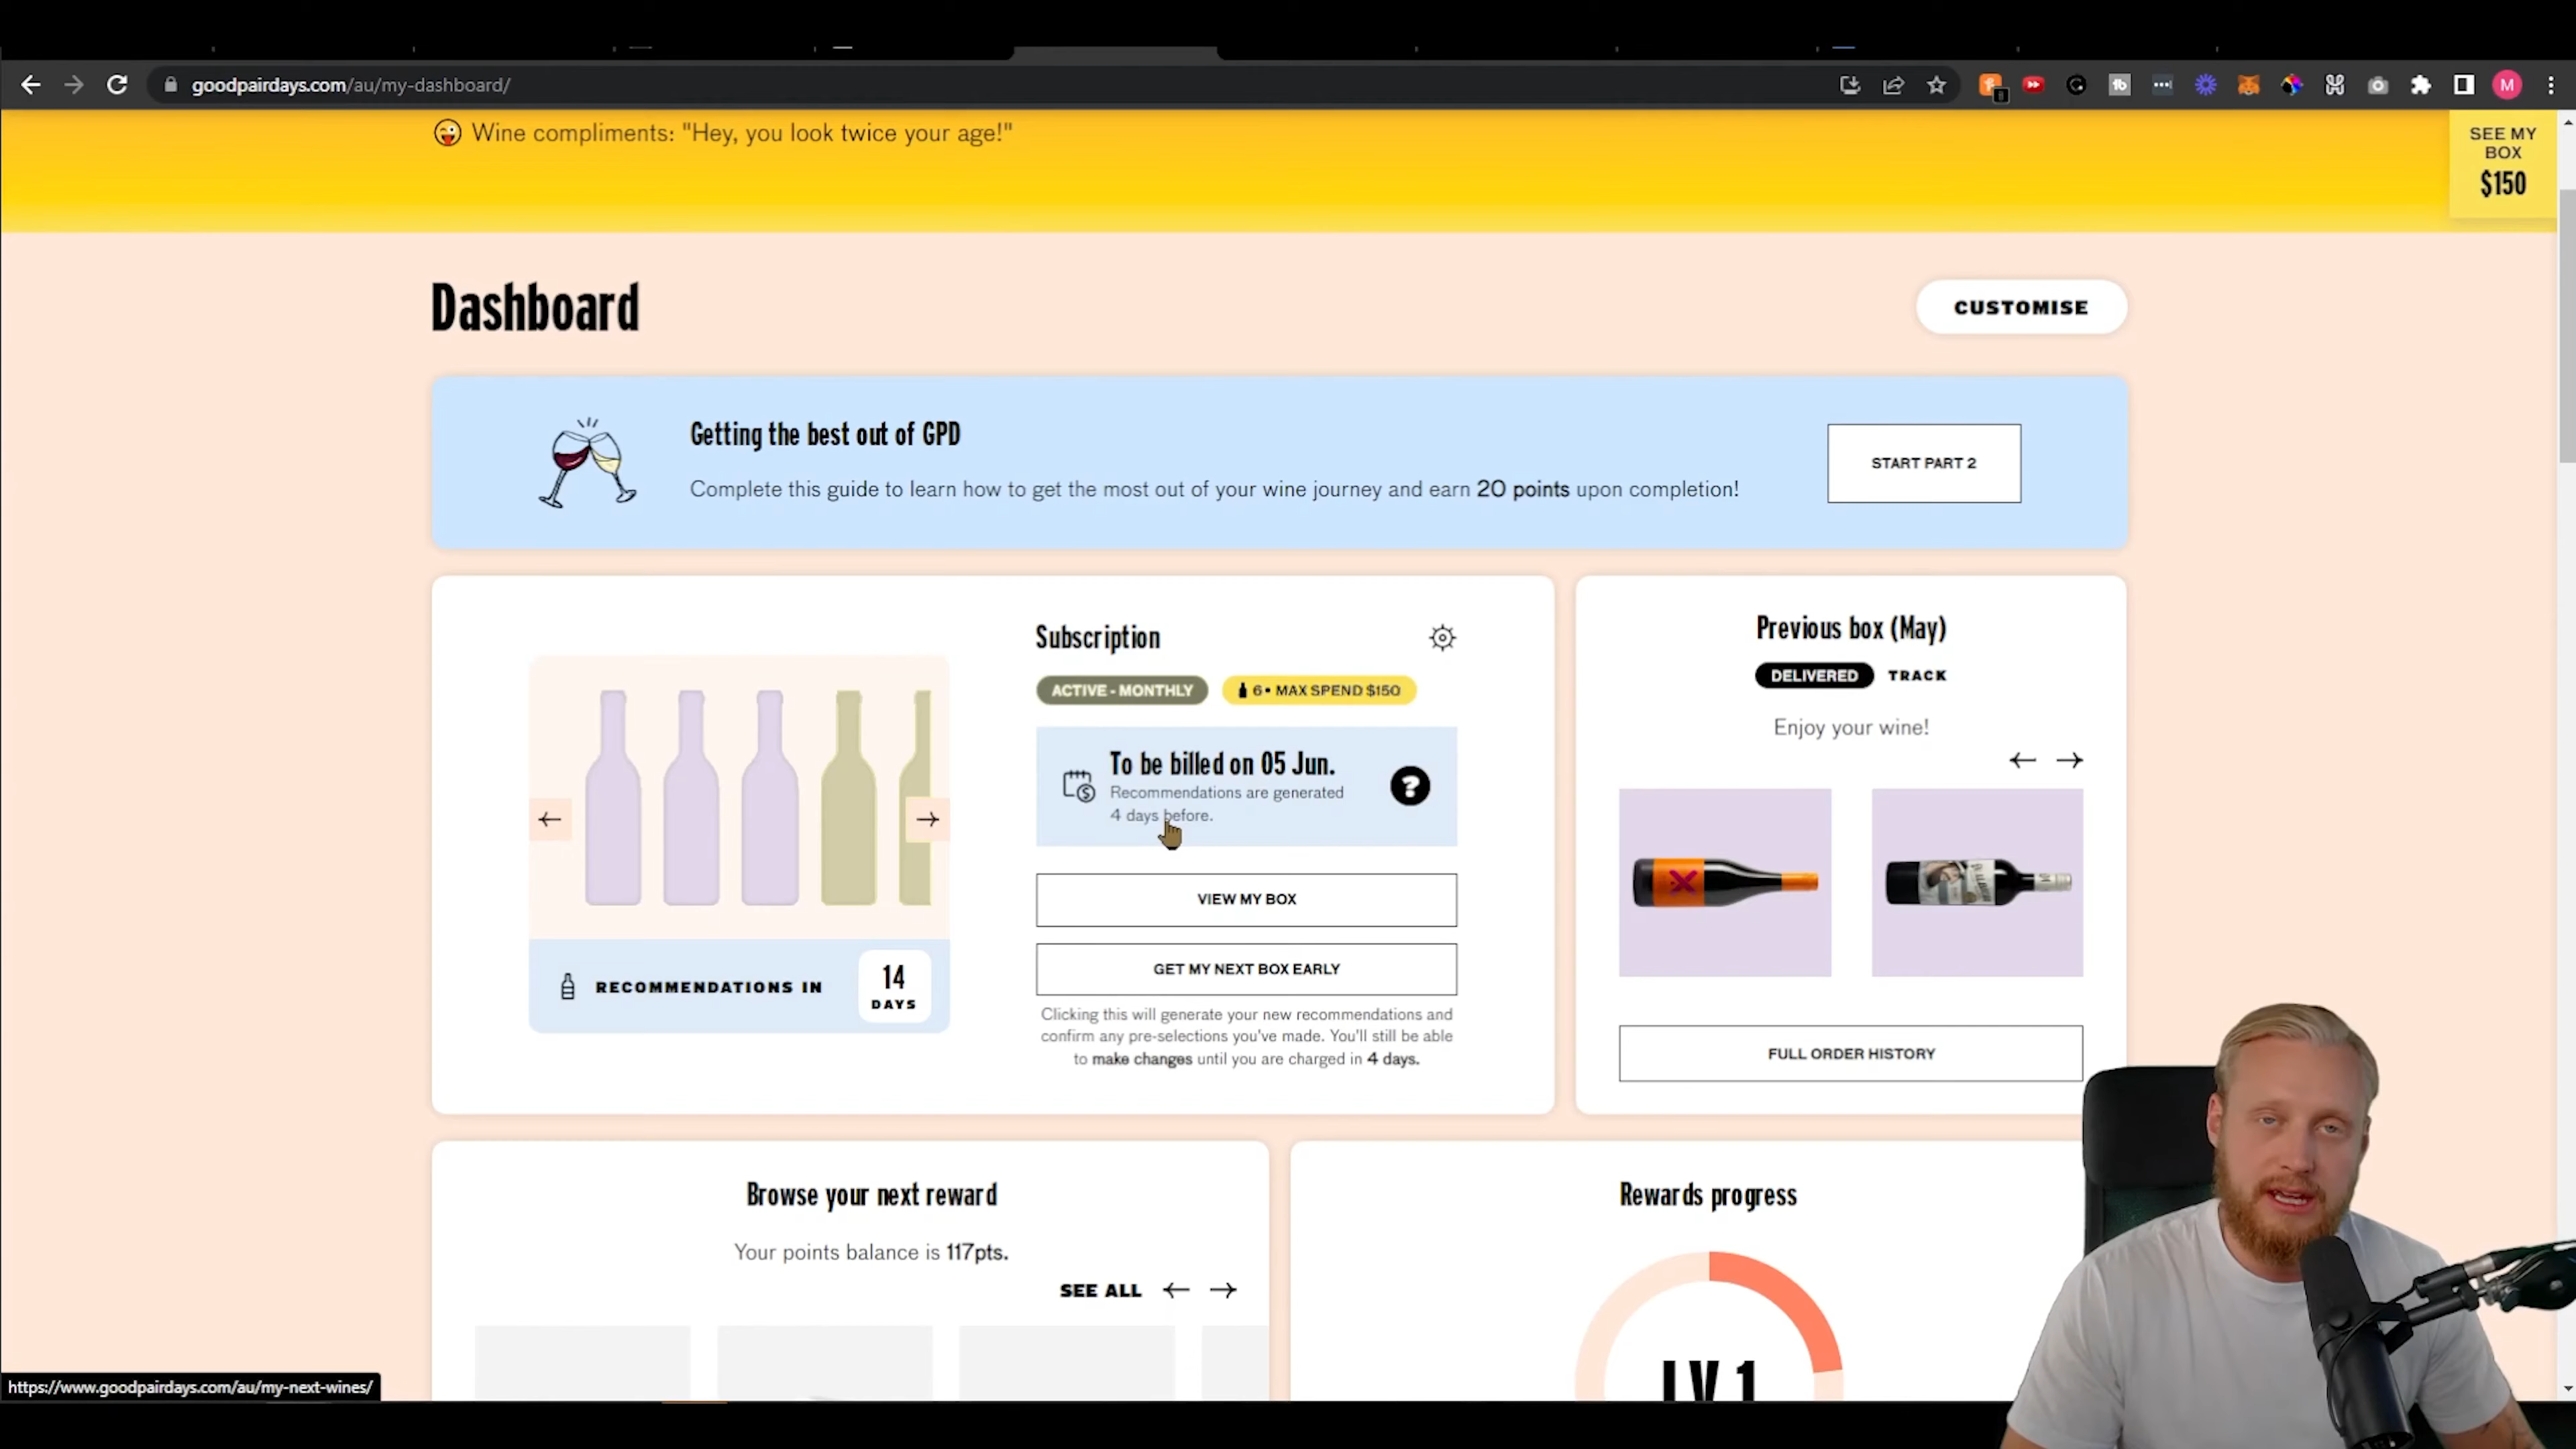 goodpairdays.com/au/my-dashboard/
M
Wine compliments: "Hey, you look twice your age!"
SEE MY
BOX
$150
Dashboard
CUSTOMISE
Getting the best out of GPD
Complete this guide to learn how to get the most out of your wine journey and earn 20 points upon completion!
START PART 2
Subscription
ACTIVE - MONTHLY
6 • MAX SPEND $150
To be billed on 05 Jun.
Recommendations are generated
4 days before.
?
VIEW MY BOX
GET MY NEXT BOX EARLY
Clicking this will generate your new recommendations and
confirm any pre-selections you've made. You'll still be able
to make changes until you are charged in 4 days.
RECOMMENDATIONS IN
14
DAYS
Previous box (May)
DELIVERED
TRACK
Enjoy your wine!
FULL ORDER HISTORY
Browse your next reward
Your points balance is 117pts.
SEE ALL
Rewards progress
LV 1
https://www.goodpairdays.com/au/my-next-wines/